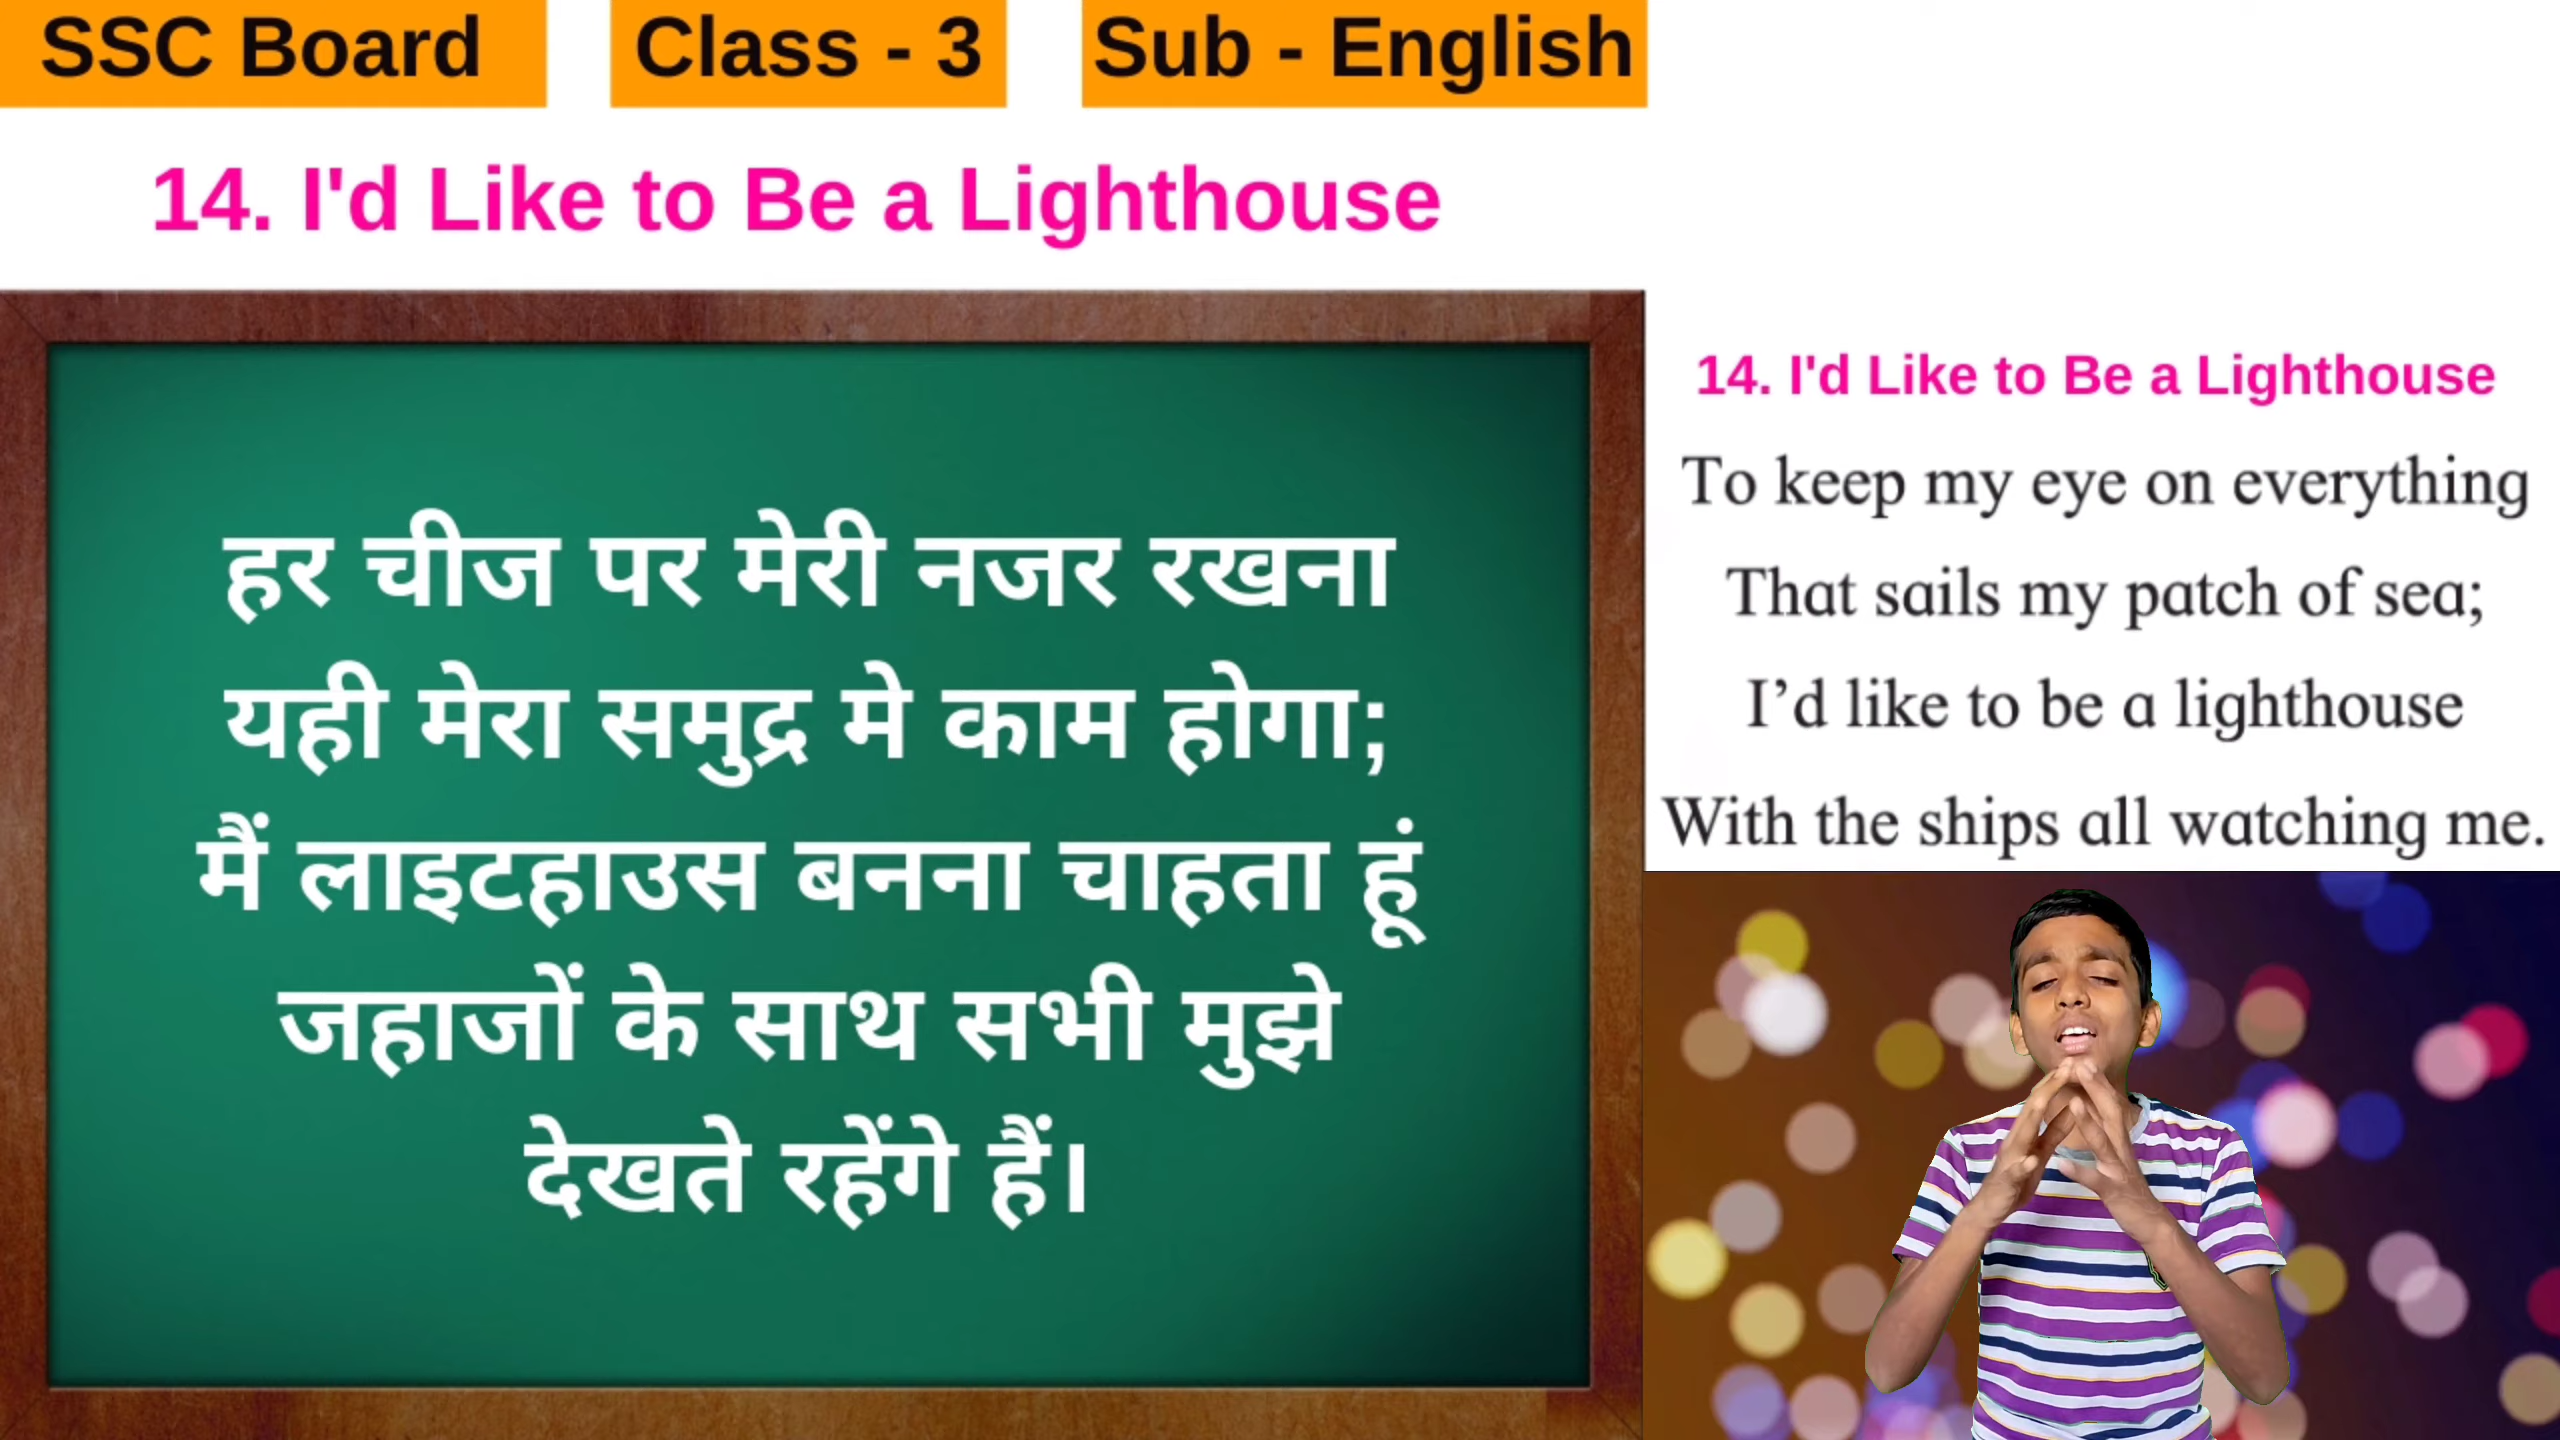 SSC Board
Class - 3
Sub - English
14. I'd Like to Be a Lighthouse
हर चीज पर मेरी नजर रखना
यही मेरा समुद्र मे काम होगा;
मैं लाइटहाउस बनना चाहता हूं
जहाजों के साथ सभी मुझे
देखते रहेंगे हैं।
14. I'd Like to Be a Lighthouse
To keep my eye on everything
That sails my patch of sea;
I’d like to be a lighthouse
With the ships all watching me.